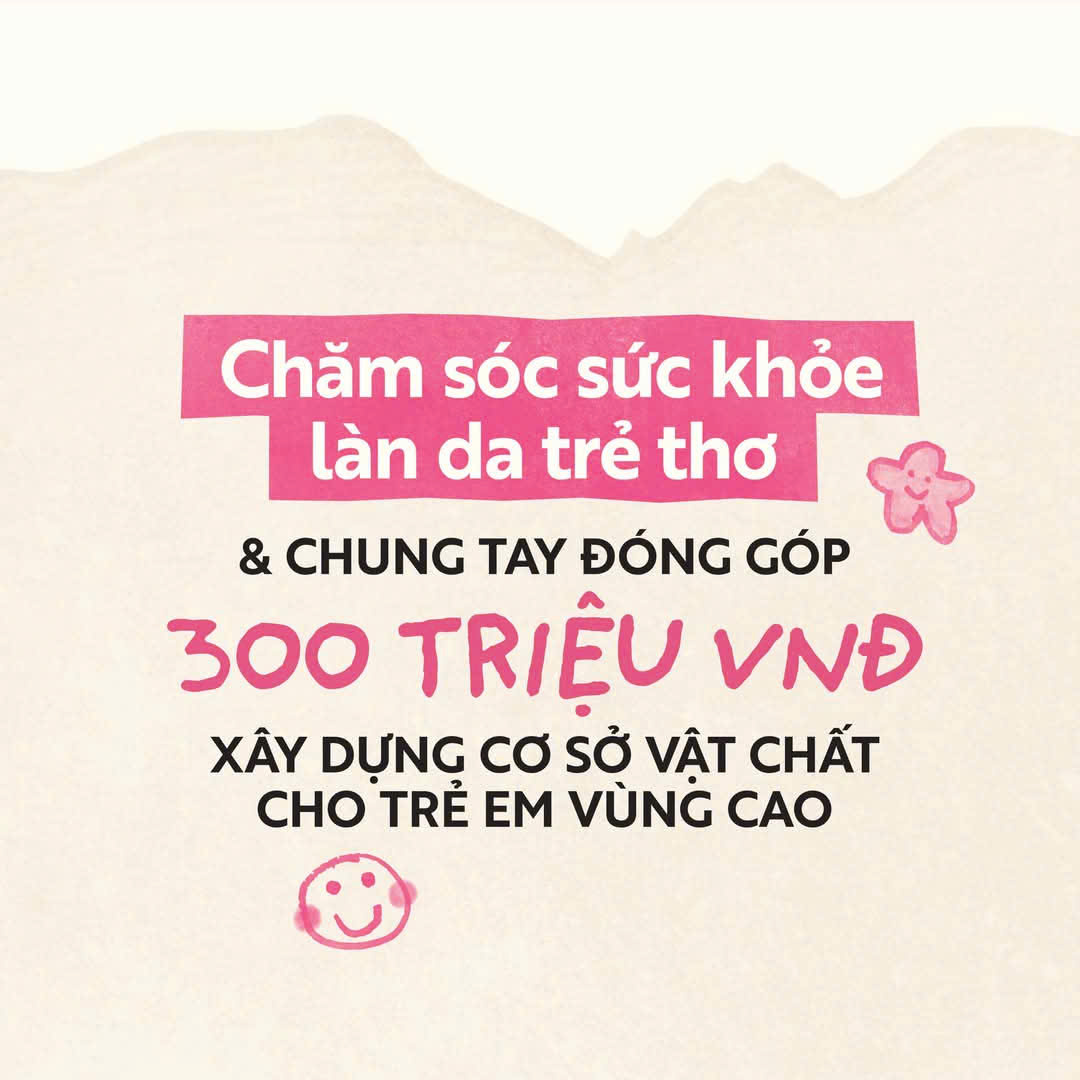 Chăm sóc sức khỏe
làn da trẻ thơ
& CHUNG TAY ĐÓNG GÓP
300 TRIỆU VNĐ
XÂY DỰNG CƠ SỞ VẬT CHẤT
CHO TRẺ EM VÙNG CAO